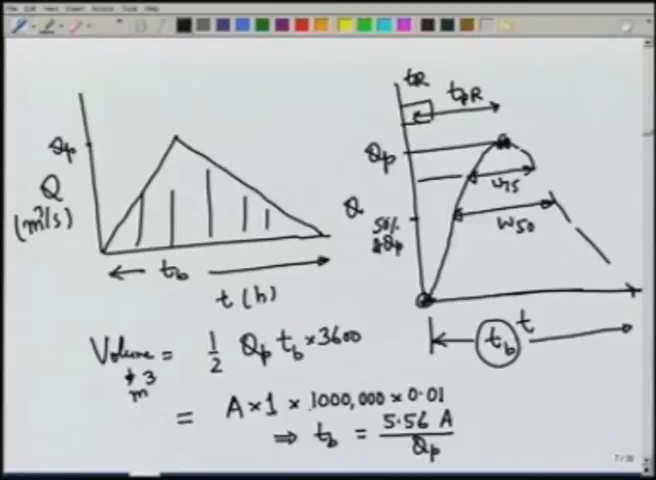 Qp
Q
(m³/s)
tb
t (h)
tR
tpR
Qp
W75
Q
50%
of Qp
W50
t
tb
Volume = 1/2 Qp tb × 3600
m³
= A × 1 × 1000,000 × 0.01
⇒ tb = 5.56 A / Qp